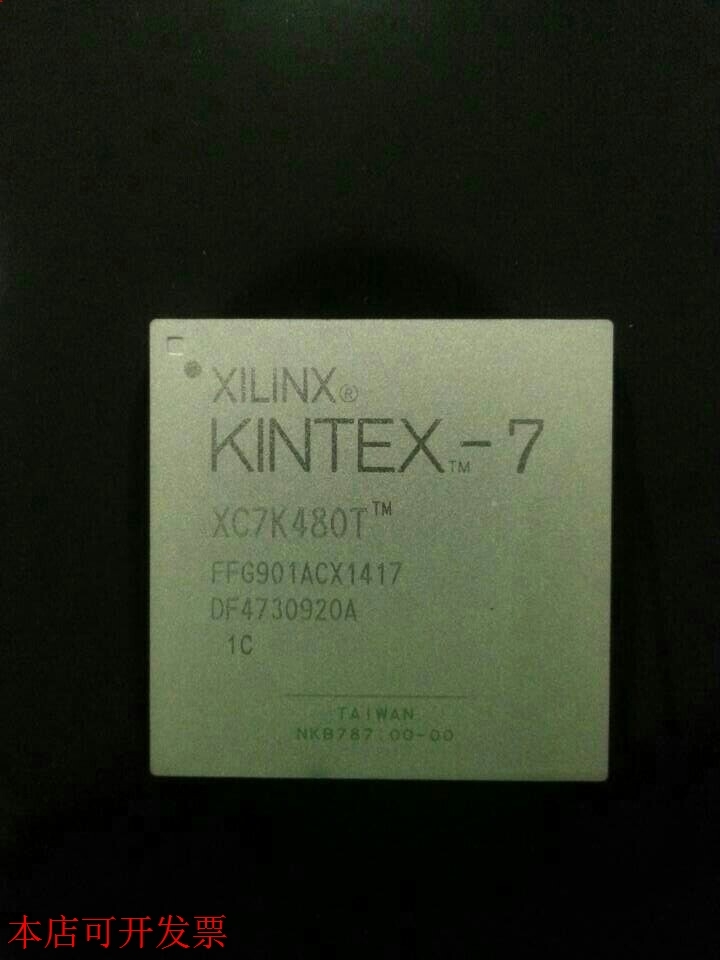 XILINX®
KINTEX™-7
XC7K480T™
FFG901ACX1417
DF4730920A
1C
TAIWAN
NKB787.00-00
本店可开发票